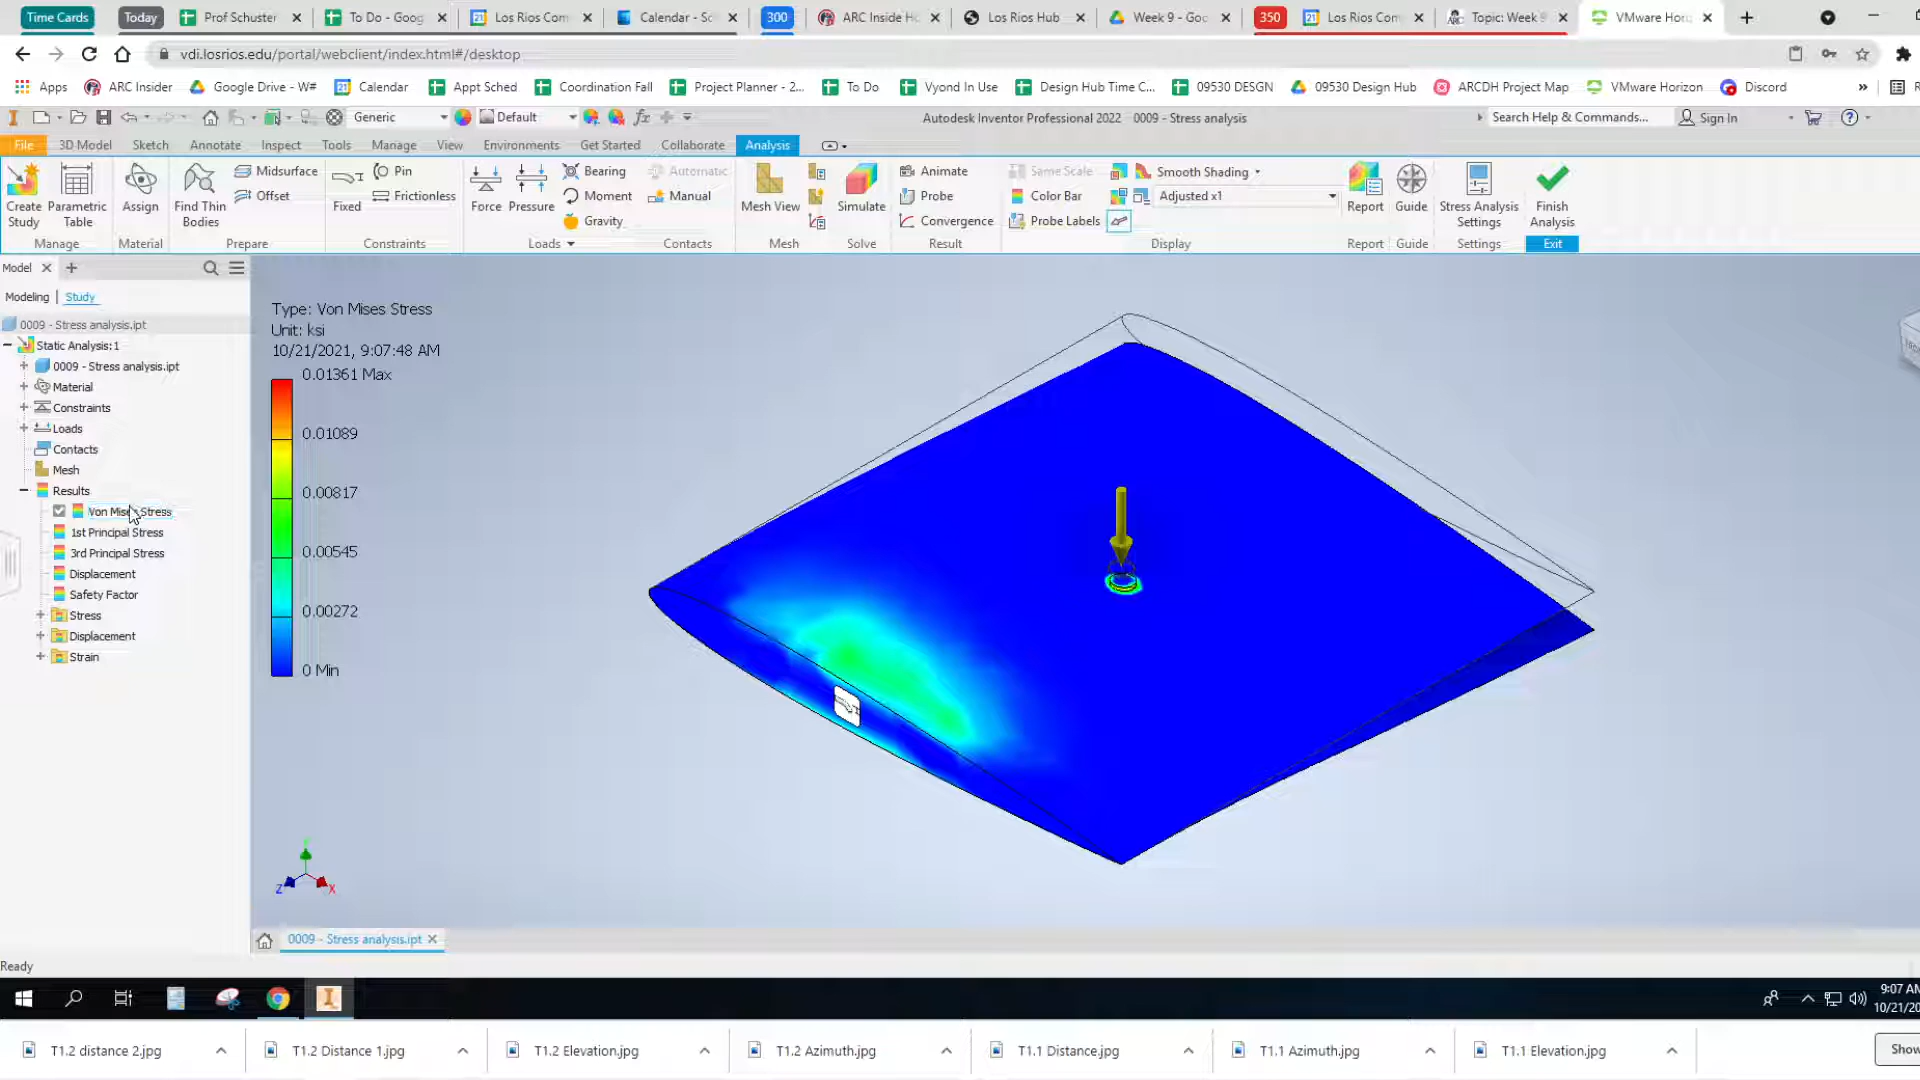 Time Cards Today Prof Schuster To Do - Goog Los Rios Com Calendar - Sc 300 ARC Inside Ho Los Rios Hub Week 9 - Goo 350 Los Rios Com Topic: Week 9 VMware Hori
vdi.losrios.edu/portal/webclient/index.html#/desktop
Apps ARC Insider Google Drive - W# Calendar Appt Sched Coordination Fall Project Planner - 2... To Do Vyond In Use Design Hub Time C... 09530 DESGN 09530 Design Hub ARCDH Project Map VMware Horizon Discord »
Generic Default fx Autodesk Inventor Professional 2022 0009 - Stress analysis Search Help & Commands... Sign In
File 3D Model Sketch Annotate Inspect Tools Manage View Environments Get Started Collaborate Analysis
Midsurface Pin Bearing Automatic Animate Same Scale Smooth Shading
Offset Frictionless Moment Manual Probe Color Bar Adjusted x1
Create Study Parametric Table Assign Find Thin Bodies Fixed Force Pressure Mesh View Simulate Report Guide Stress Analysis Settings Finish Analysis
Gravity Convergence Probe Labels
Manage Material Prepare Constraints Loads Contacts Mesh Solve Result Display Report Guide Settings Exit
Model
Modeling Study
0009 - Stress analysis.ipt
Static Analysis:1
0009 - Stress analysis.ipt
Material
Constraints
Loads
Contacts
Mesh
Results
Von Mises Stress
1st Principal Stress
3rd Principal Stress
Displacement
Safety Factor
Stress
Displacement
Strain
Type: Von Mises Stress
Unit: ksi
10/21/2021, 9:07:48 AM
0.01361 Max
0.01089
0.00817
0.00545
0.00272
0 Min
Z X
0009 - Stress analysis.ipt
Ready
9:07 AM
10/21/20
T1.2 distance 2.jpg T1.2 Distance 1.jpg T1.2 Elevation.jpg T1.2 Azimuth.jpg T1.1 Distance.jpg T1.1 Azimuth.jpg T1.1 Elevation.jpg Show